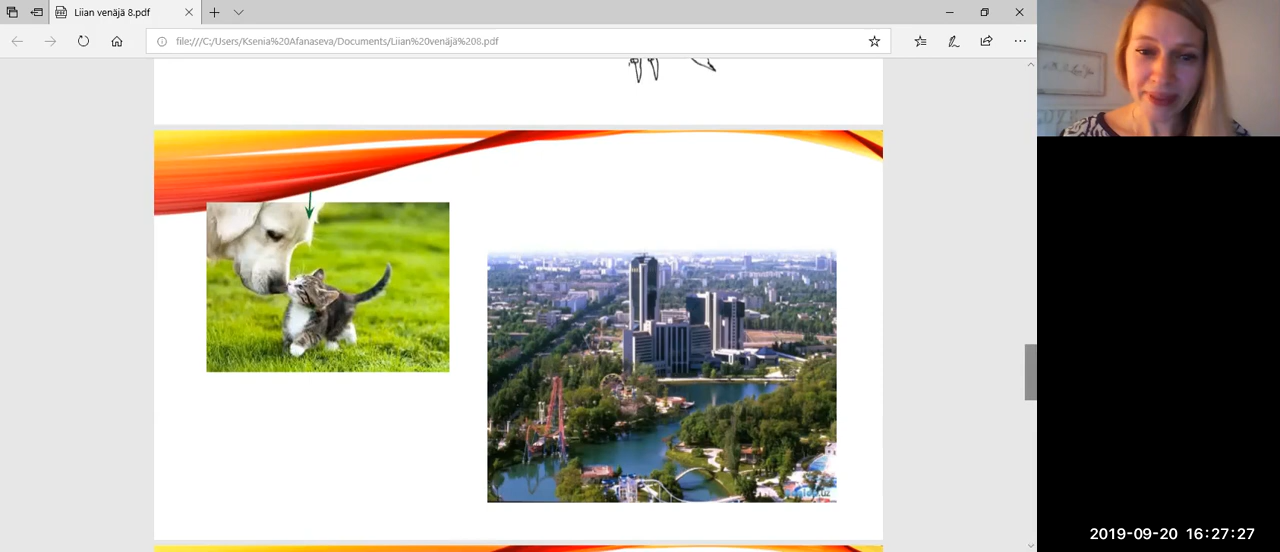 Liian venäjä 8.pdf
file:///C:/Users/Ksenia%20Afanaseva/Documents/Liian%20venäjä%208.pdf
2019-09-20 16:27:27